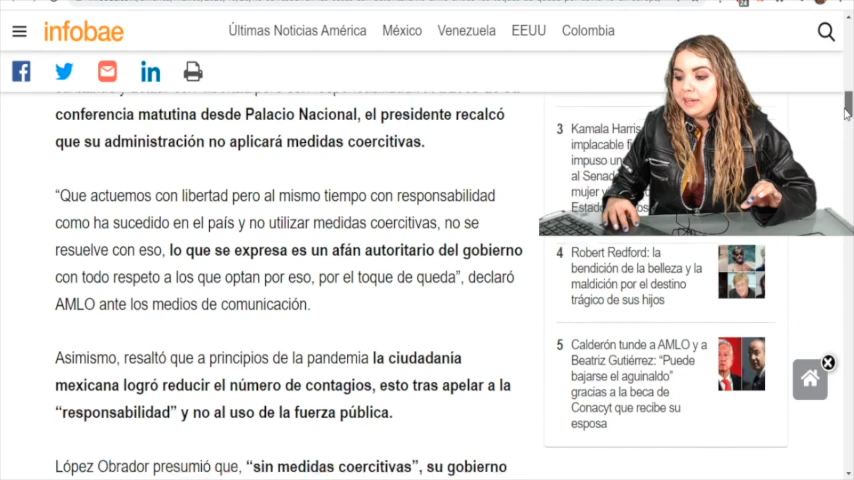 infobae
Últimas Noticias América México Venezuela EEUU Colombia
conferencia matutina desde Palacio Nacional, el presidente recalcó
que su administración no aplicará medidas coercitivas.
“Que actuemos con libertad pero al mismo tiempo con responsabilidad
como ha sucedido en el país y no utilizar medidas coercitivas, no se
resuelve con eso, lo que se expresa es un afán autoritario del gobierno
con todo respeto a los que optan por eso, por el toque de queda”, declaró
AMLO ante los medios de comunicación.
Asimismo, resaltó que a principios de la pandemia la ciudadanía
mexicana logró reducir el número de contagios, esto tras apelar a la
“responsabilidad” y no al uso de la fuerza pública.
López Obrador presumió que, “sin medidas coercitivas”, su gobierno
3 Kamala Harris
implacable
impuso
al Senad
mujer
4 Robert Redford: la
bendición de la belleza y la
maldición por el destino
trágico de sus hijos
5 Calderón tunde a AMLO y a
Beatriz Gutiérrez: “Puede
bajarse el aguinaldo”
gracias a la beca de
Conacyt que recibe su
esposa